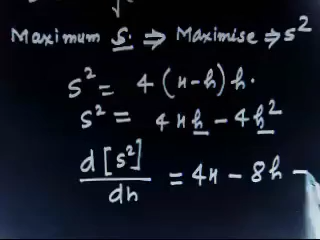 Maximum S ⇒ Maximise ⇒ S²
S² = 4 (H-h) h.
S² = 4Hh - 4h²
d[S²]/dh = 4H - 8h -